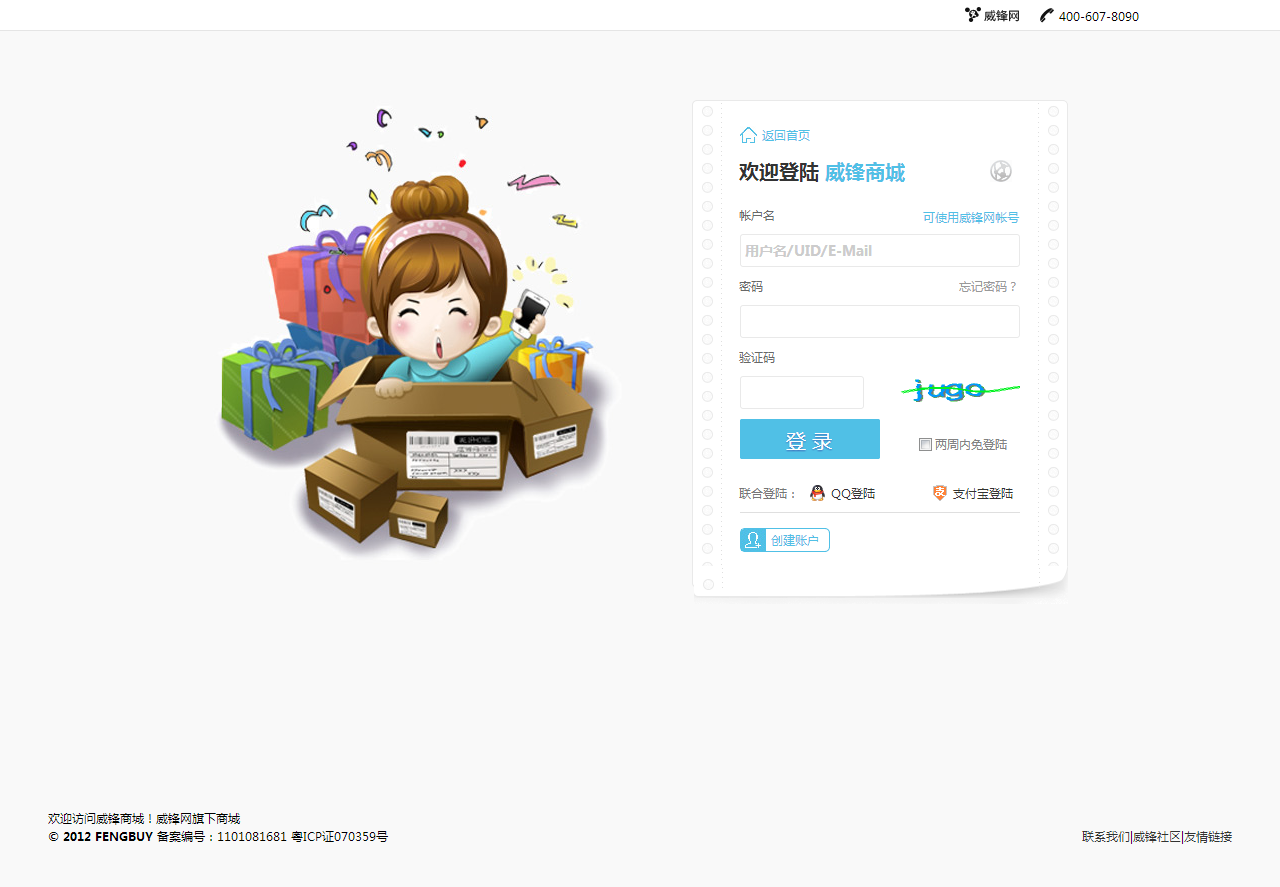 威锋网 400-607-8090
返回首页
欢迎登陆 威锋商城
帐户名 可使用威锋网帐号
用户名/UID/E-Mail
密码 忘记密码？
验证码
jugo
登 录 两周内免登陆
联合登陆： QQ登陆 支付宝登陆
创建账户
欢迎访问威锋商城！威锋网旗下商城
© 2012 FENGBUY 备案编号：1101081681 粤ICP证070359号
联系我们|威锋社区|友情链接